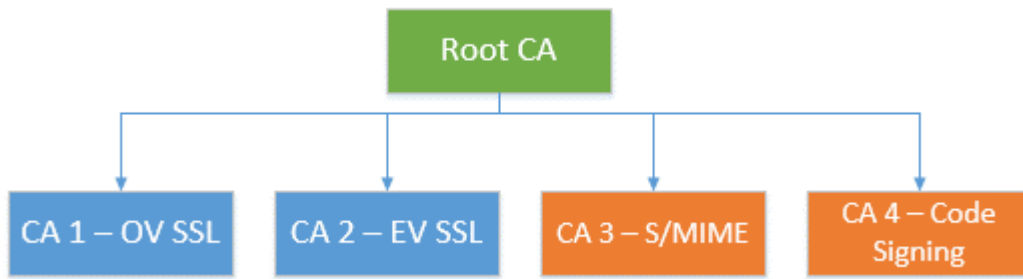 Root CA
CA 1 – OV SSL
CA 2 – EV SSL
CA 3 – S/MIME
CA 4 – Code
Signing